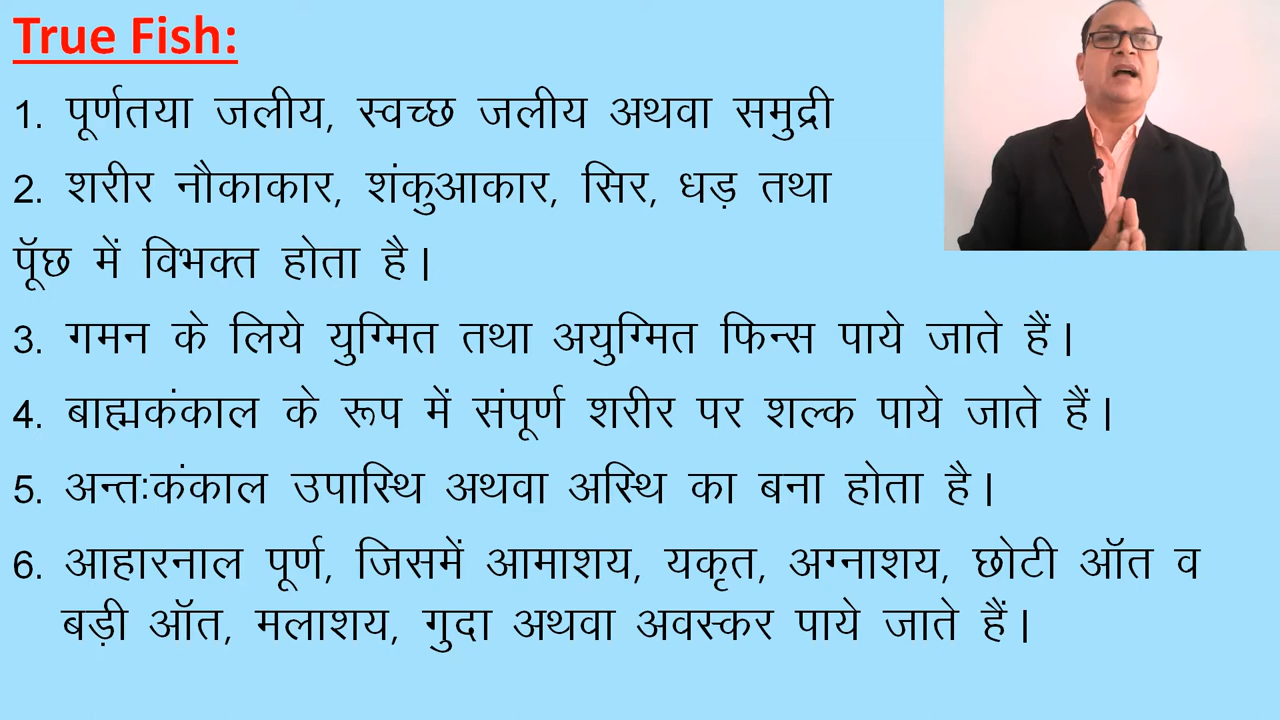 True Fish:
1. पूर्णतया जलीय, स्वच्छ जलीय अथवा समुद्री
2. शरीर नौकाकार, शंकुआकार, सिर, धड़ तथा
पॅूछ में विभक्त होता है।
3. गमन के लिये युग्मित तथा अयुग्मित फिन्स पाये जाते हैं।
4. बाह्मकंकाल के रूप में संपूर्ण शरीर पर शल्क पाये जाते हैं।
5. अन्तःकंकाल उपास्थि अथवा अस्थि का बना होता है।
6. आहारनाल पूर्ण, जिसमें आमाशय, यकृत, अग्नाशय, छोटी ऑत व
बड़ी ऑत, मलाशय, गुदा अथवा अवस्कर पाये जाते हैं।